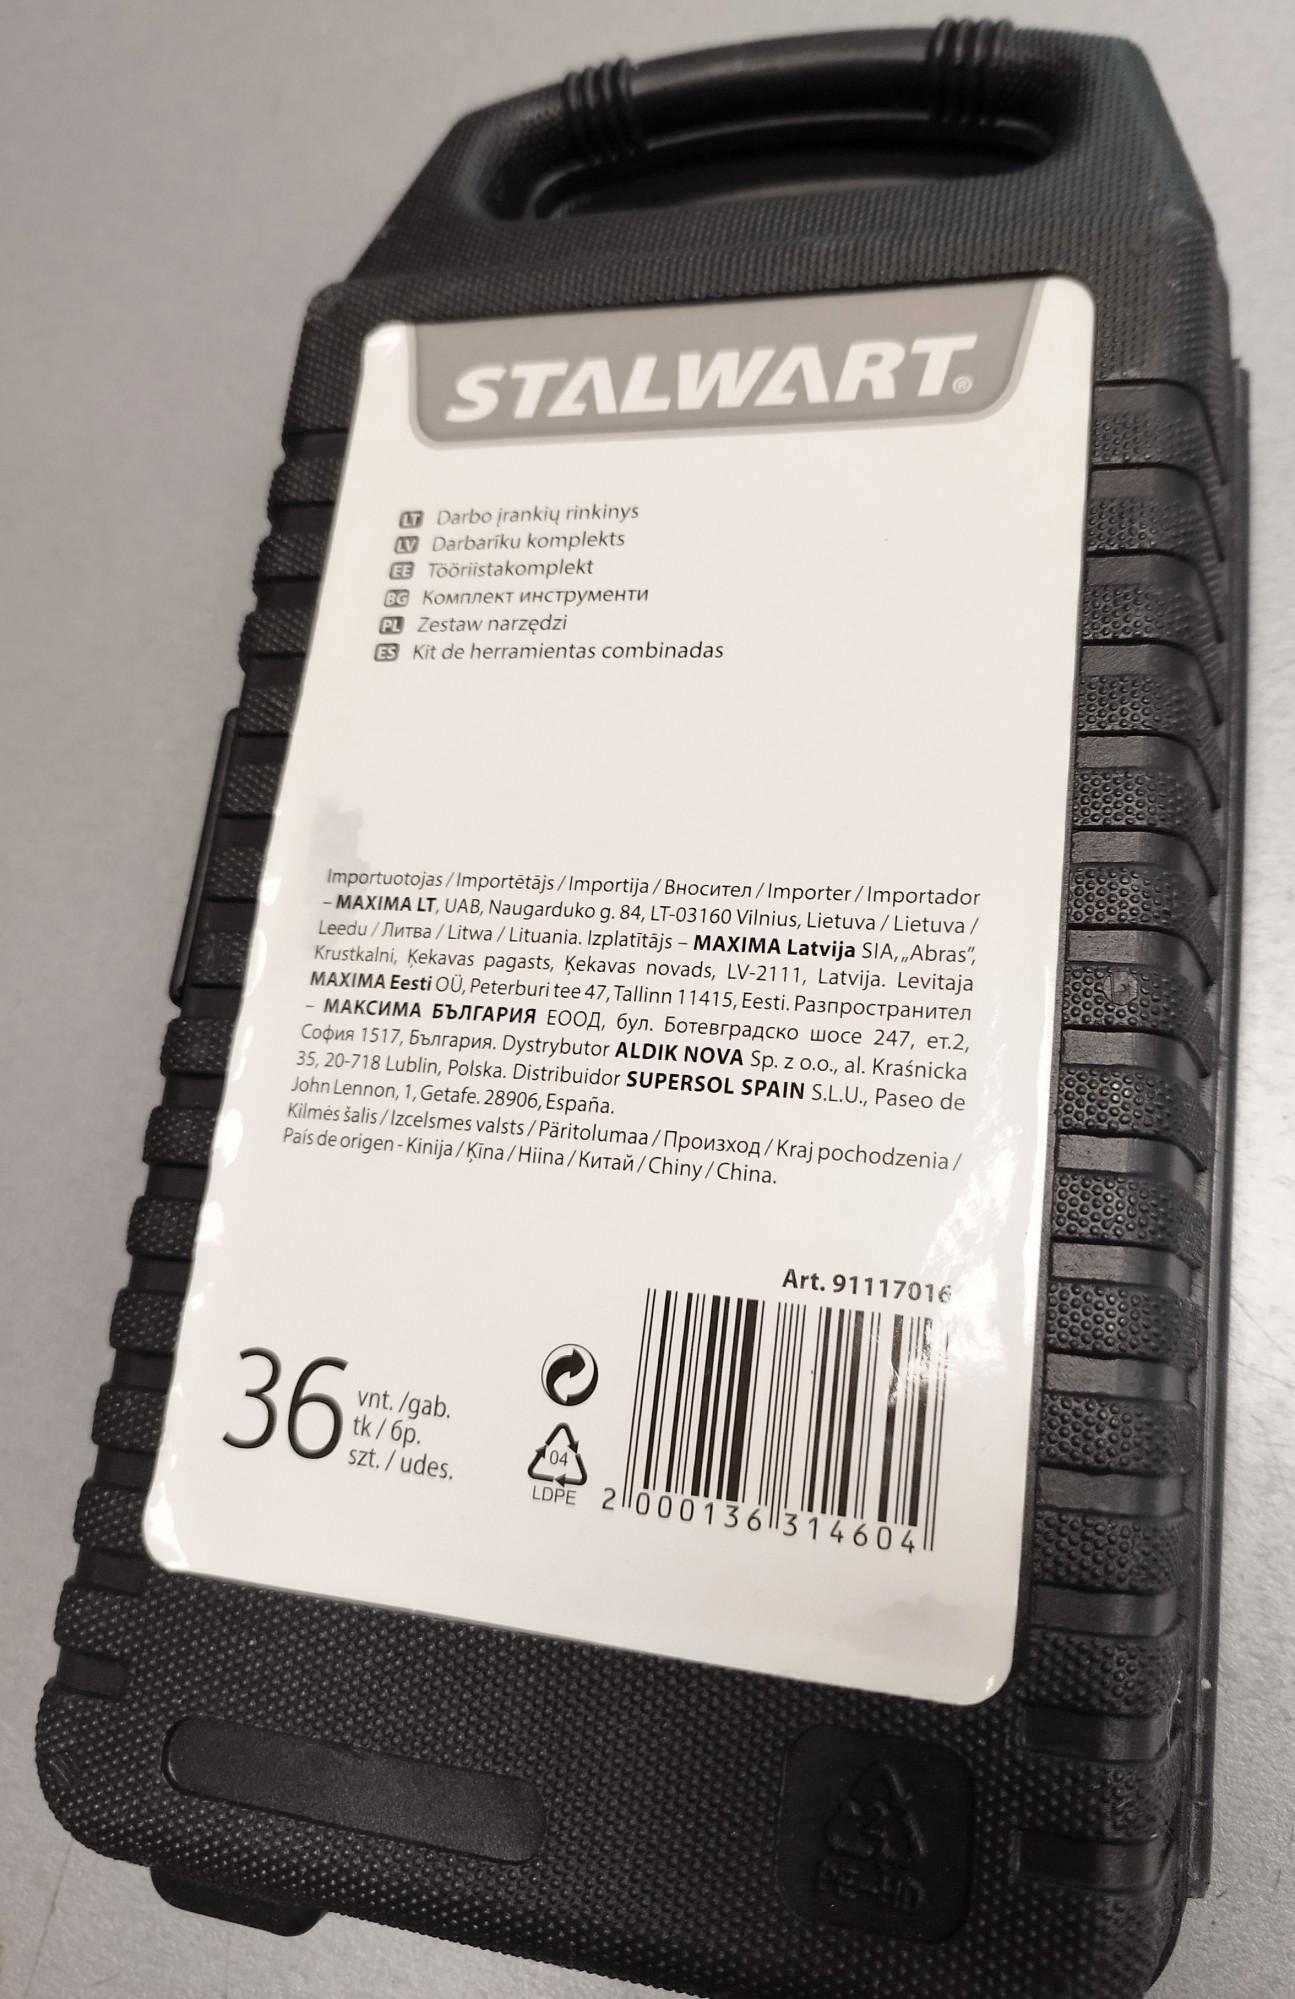 STALWART®
LT Darbo įrankių rinkinys
LV Darbarīku komplekts
EE Tööriistakomplekt
BG Комплект инструменти
PL Zestaw narzędzi
ES Kit de herramientas combinadas
Importuotojas / Importētājs / Importija / Вносител / Importer / Importador
– MAXIMA LT, UAB, Naugarduko g. 84, LT-03160 Vilnius, Lietuva / Lietuva /
Leedu / Литва / Litwa / Lituania. Izplatītājs – MAXIMA Latvija SIA, „Abras”,
Krustkalni, Ķekavas pagasts, Ķekavas novads, LV-2111, Latvija. Levitaja
MAXIMA Eesti OÜ, Peterburi tee 47, Tallinn 11415, Eesti. Разпространител
– МАКСИМА БЪЛГАРИЯ ЕООД, бул. Ботевградско шосе 247, ет.2,
София 1517, България. Dystrybutor ALDIK NOVA Sp. z o.o., al. Kraśnicka
35, 20-718 Lublin, Polska. Distribuidor SUPERSOL SPAIN S.L.U., Paseo de
John Lennon, 1, Getafe. 28906, España.
Kilmės šalis / Izcelsmes valsts / Päritolumaa / Произход / Kraj pochodzenia /
País de origen - Kinija / Ķīna / Hiina / Китай / Chiny / China.
Art. 91117016
36 vnt. /gab.
tk / бр.
szt. / udes.
04
LDPE
2 000136 314604
2
PE-HD